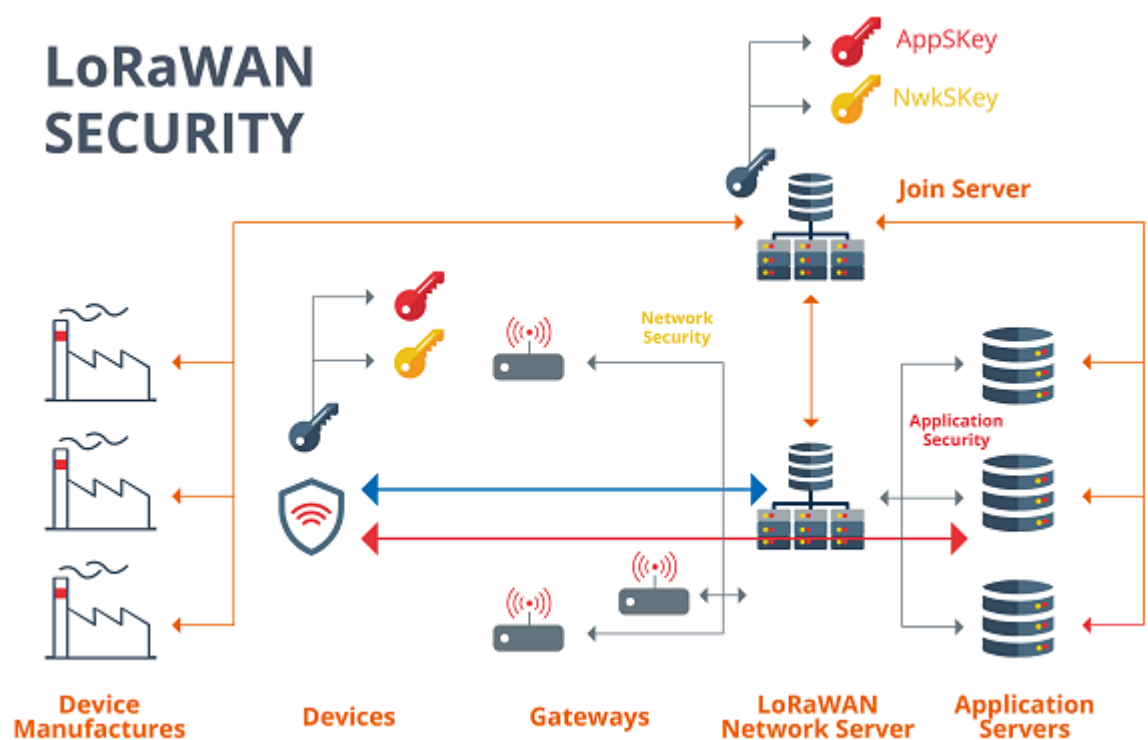 LoRaWAN
SECURITY
AppSKey
NwkSKey
Join Server
Network
Security
Application
Security
Device
Manufactures
Devices
Gateways
LoRaWAN
Network Server
Application
Servers